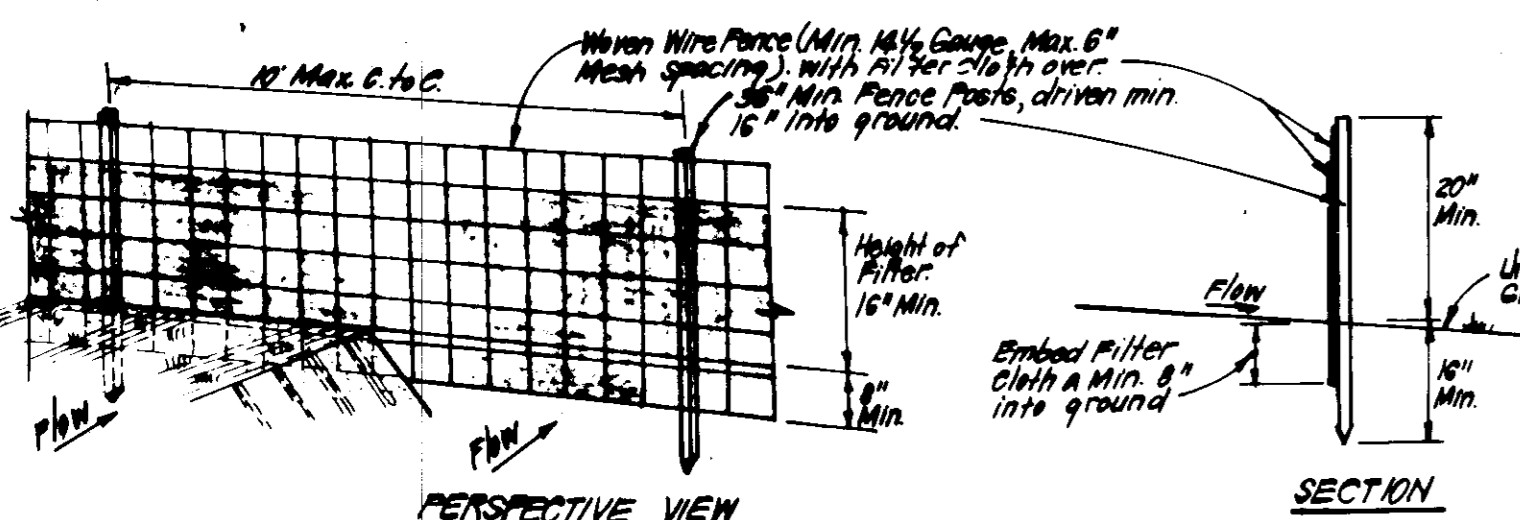 Woven Wire Fence (Min. 14½ Gauge, Max. 6"
Mesh spacing). with Filter cloth over.
36" Min. Fence Posts, driven min.
16" into ground.
10' Max. C. to C.
Height of
Filter.
16" Min.
8"
Min.
Flow
Flow
PERSPECTIVE VIEW
20"
Min.
Flow
Embed Filter
Cloth a Min. 8"
into ground
16"
Min.
SECTION